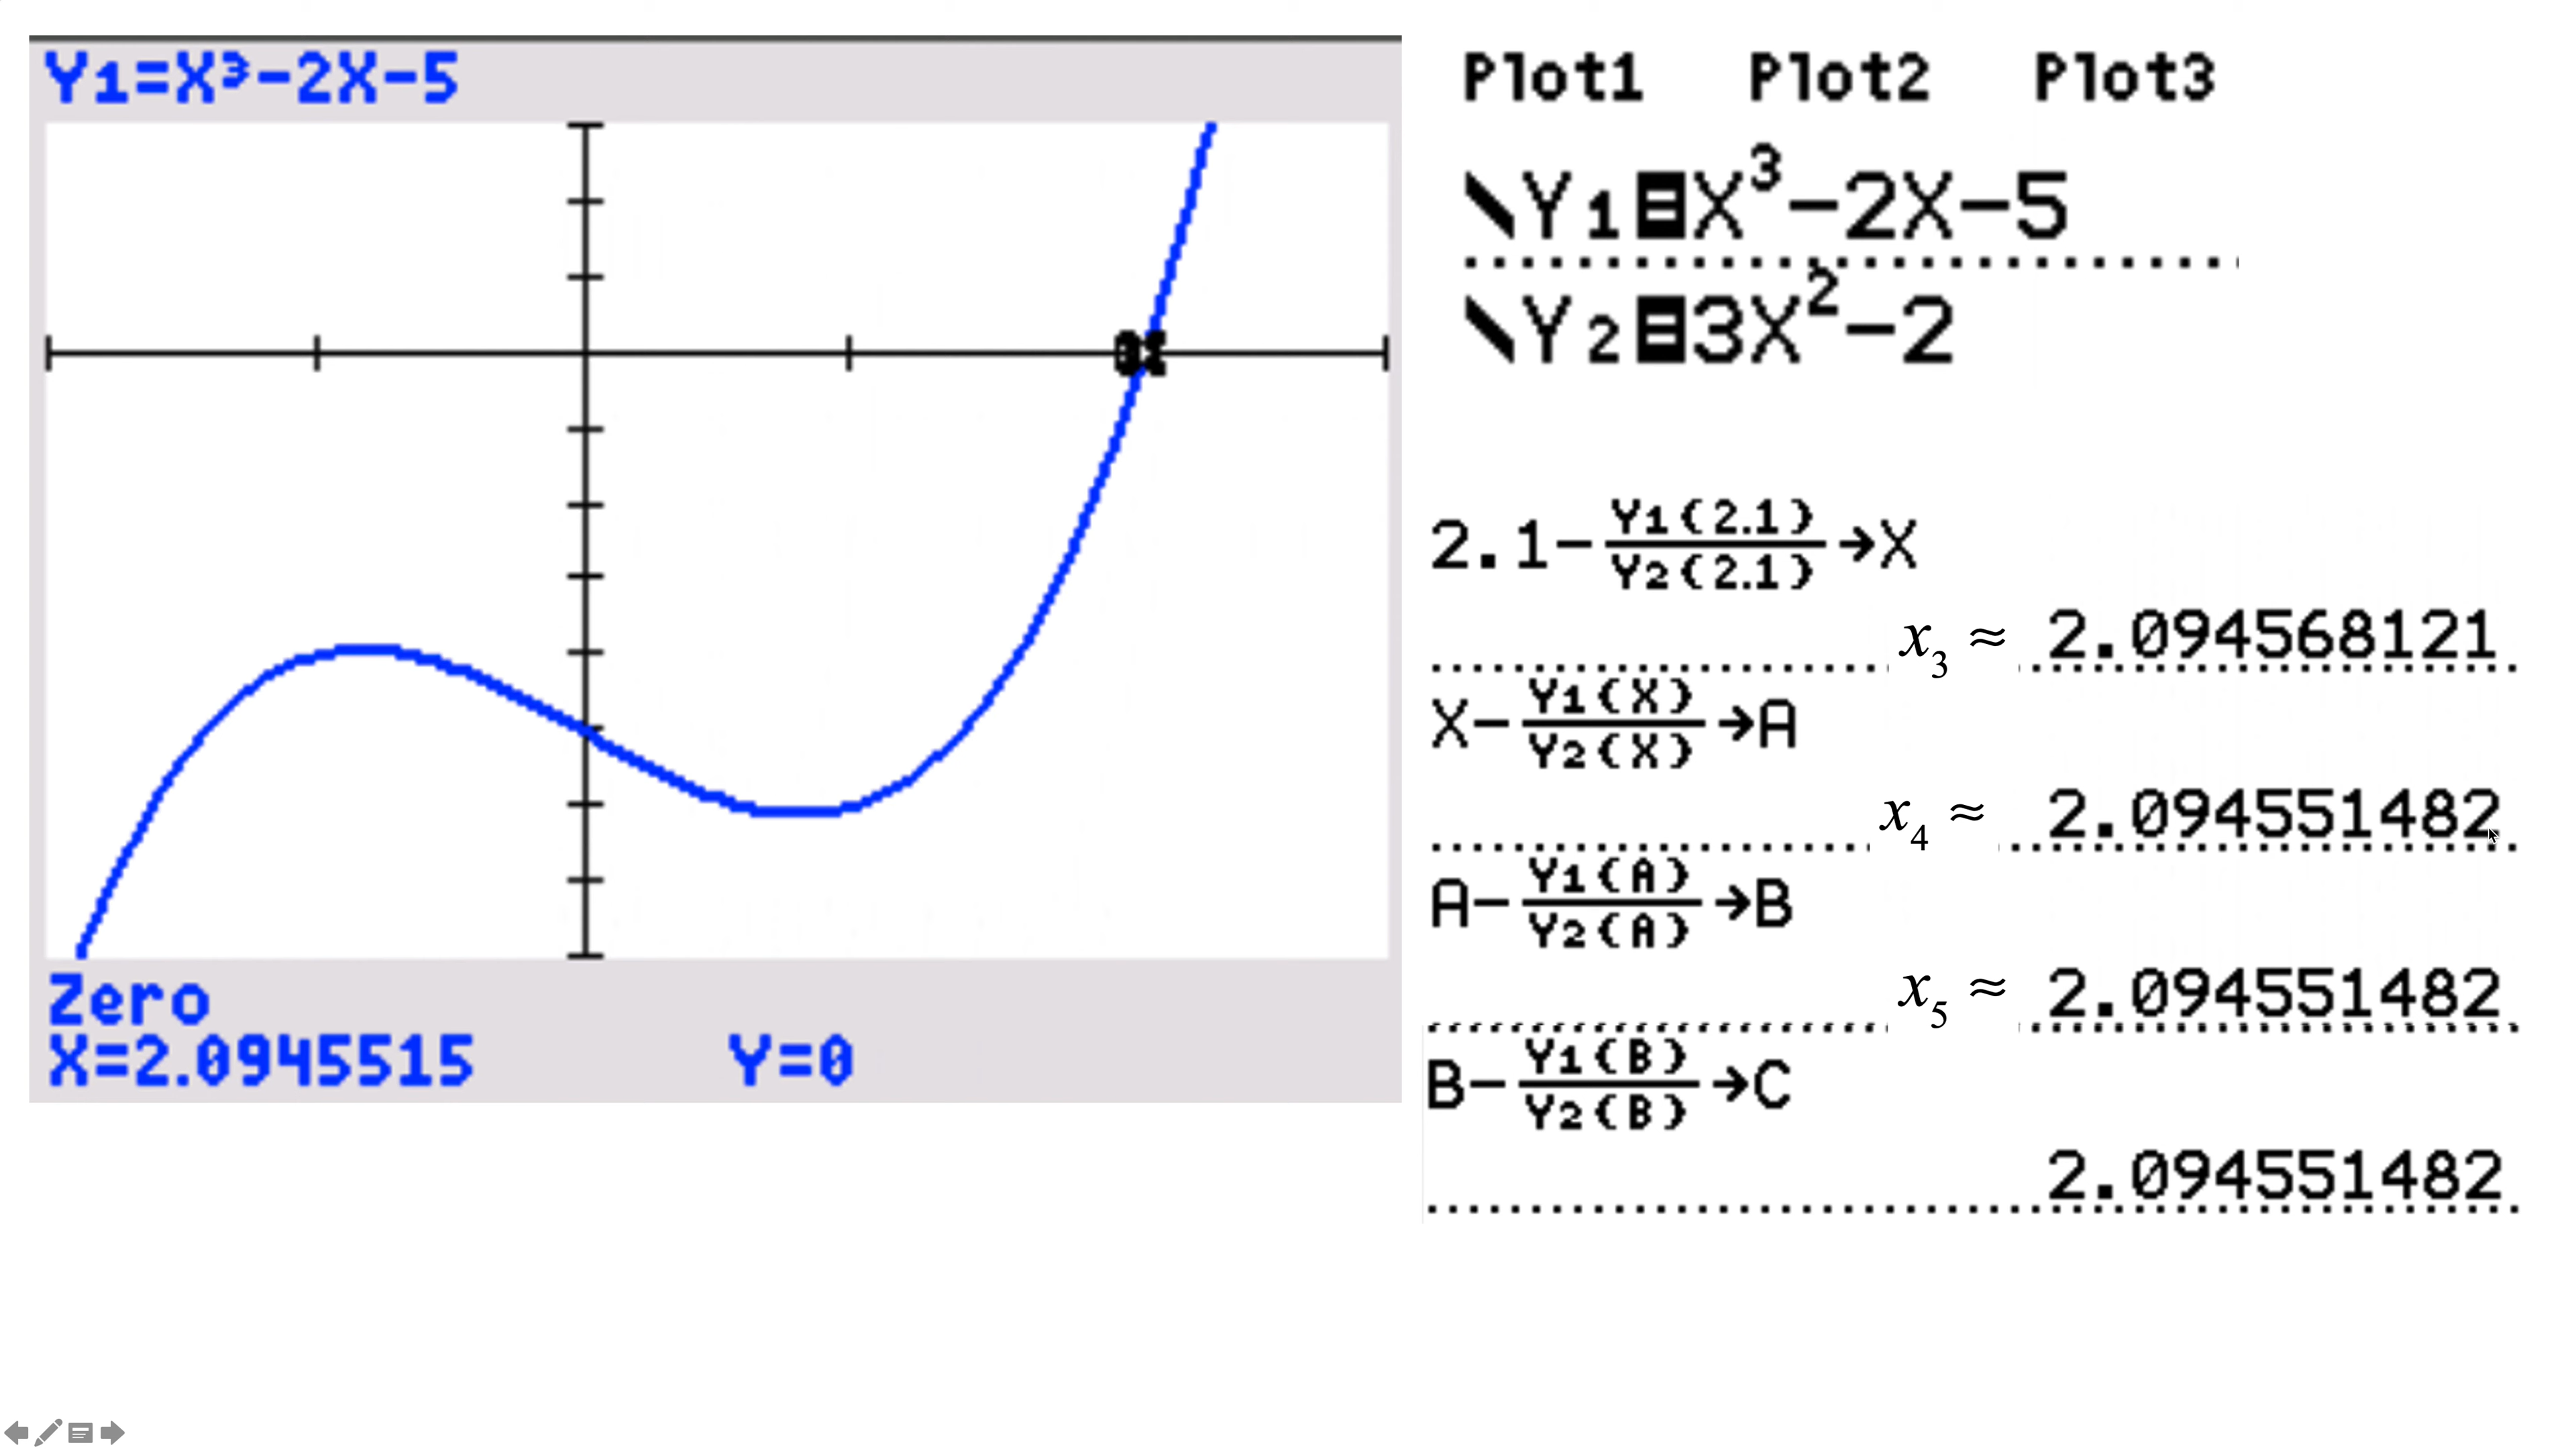 Y1=X³-2X-5
Zero
X=2.0945515 Y=0
Plot1 Plot2 Plot3
\Y1=X³-2X-5
\Y2=3X²-2
2.1-Y1(2.1)/Y2(2.1)→X
x₃ ≈ 2.094568121
X-Y1(X)/Y2(X)→A
x₄ ≈ 2.094551482
A-Y1(A)/Y2(A)→B
x₅ ≈ 2.094551482
B-Y1(B)/Y2(B)→C
2.094551482